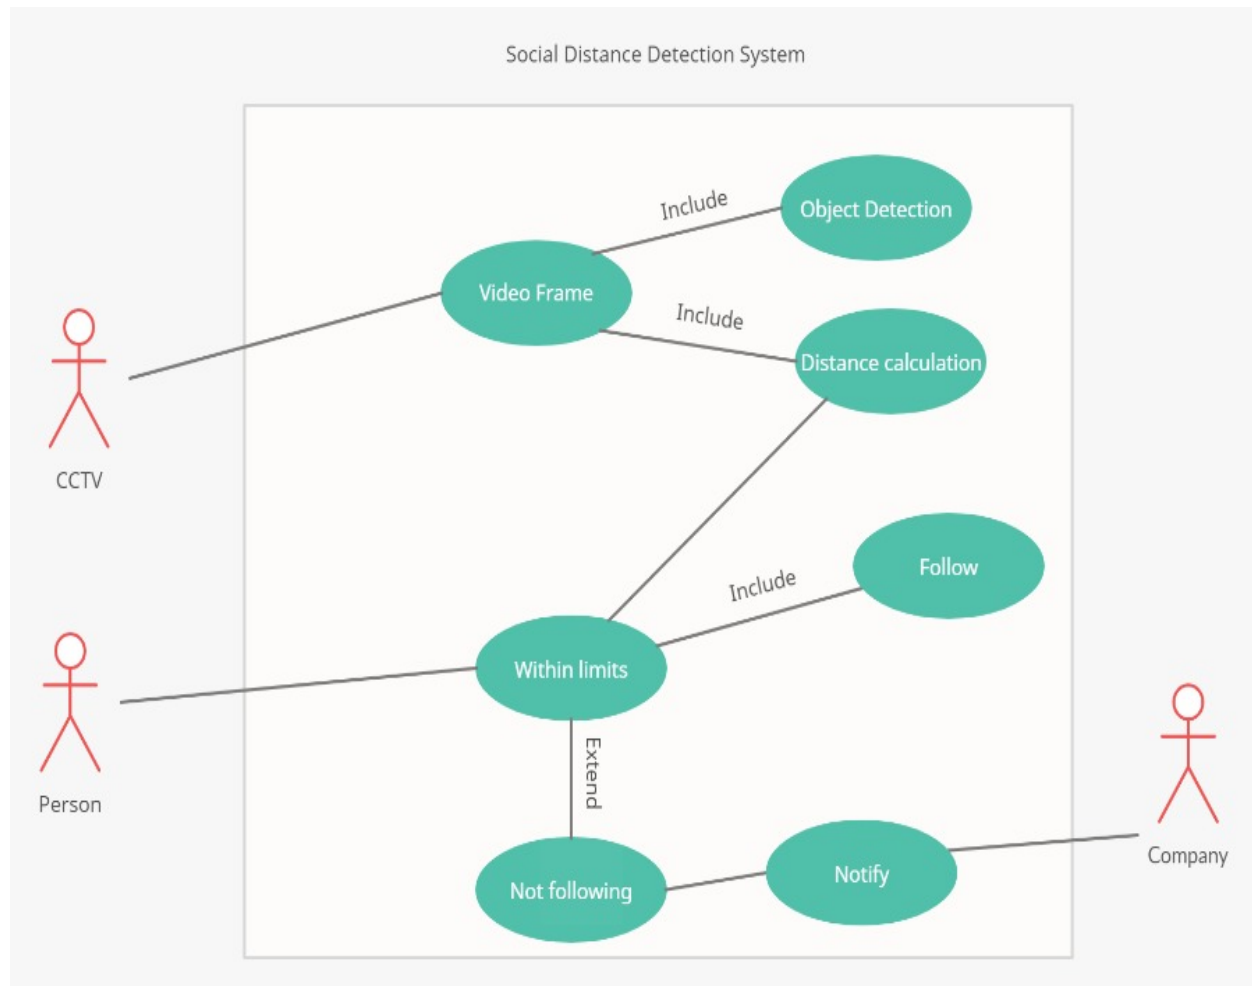 Social Distance Detection System
Include
Object Detection
Video Frame
Include
Distance calculation
CCTV
Follow
Include
Within limits
Person
Extend
Company
Notify
Not following